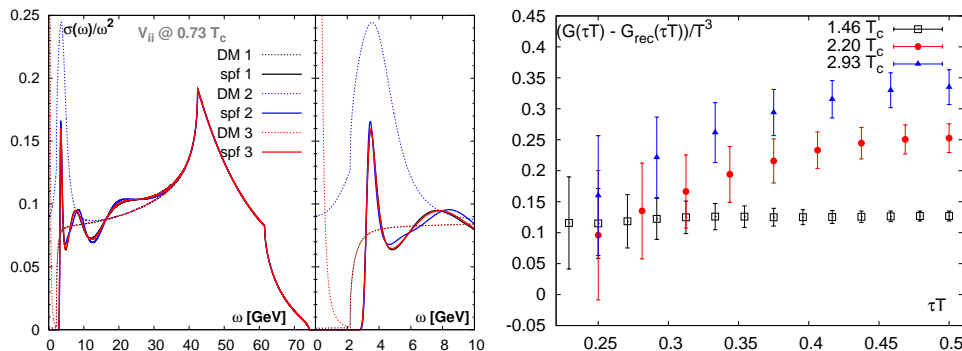 σ(ω)/ω²
V_ii @ 0.73 T_c
DM 1
spf 1
DM 2
spf 2
DM 3
spf 3
0.25
0.2
0.15
0.1
0.05
0
ω [GeV]
0 10 20 30 40 50 60 70
ω [GeV]
0 2 4 6 8 10
(G(τT) - G_rec(τT))/T³
1.46 T_c
2.20 T_c
2.93 T_c
0.45
0.4
0.35
0.3
0.25
0.2
0.15
0.1
0.05
0
-0.05
τT
0.25 0.3 0.35 0.4 0.45 0.5